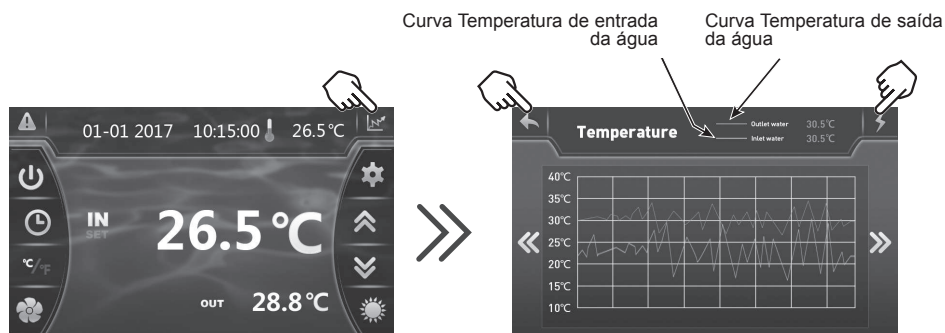 Curva Temperatura de entrada
da água
Curva Temperatura de saída
da água
01-01 2017 10:15:00 26.5°C
IN
SET
26.5°C
°C/°F
OUT 28.8°C
Temperature
Outlet water 30.5°C
Inlet water 30.5°C
40°C
35°C
30°C
25°C
20°C
15°C
10°C